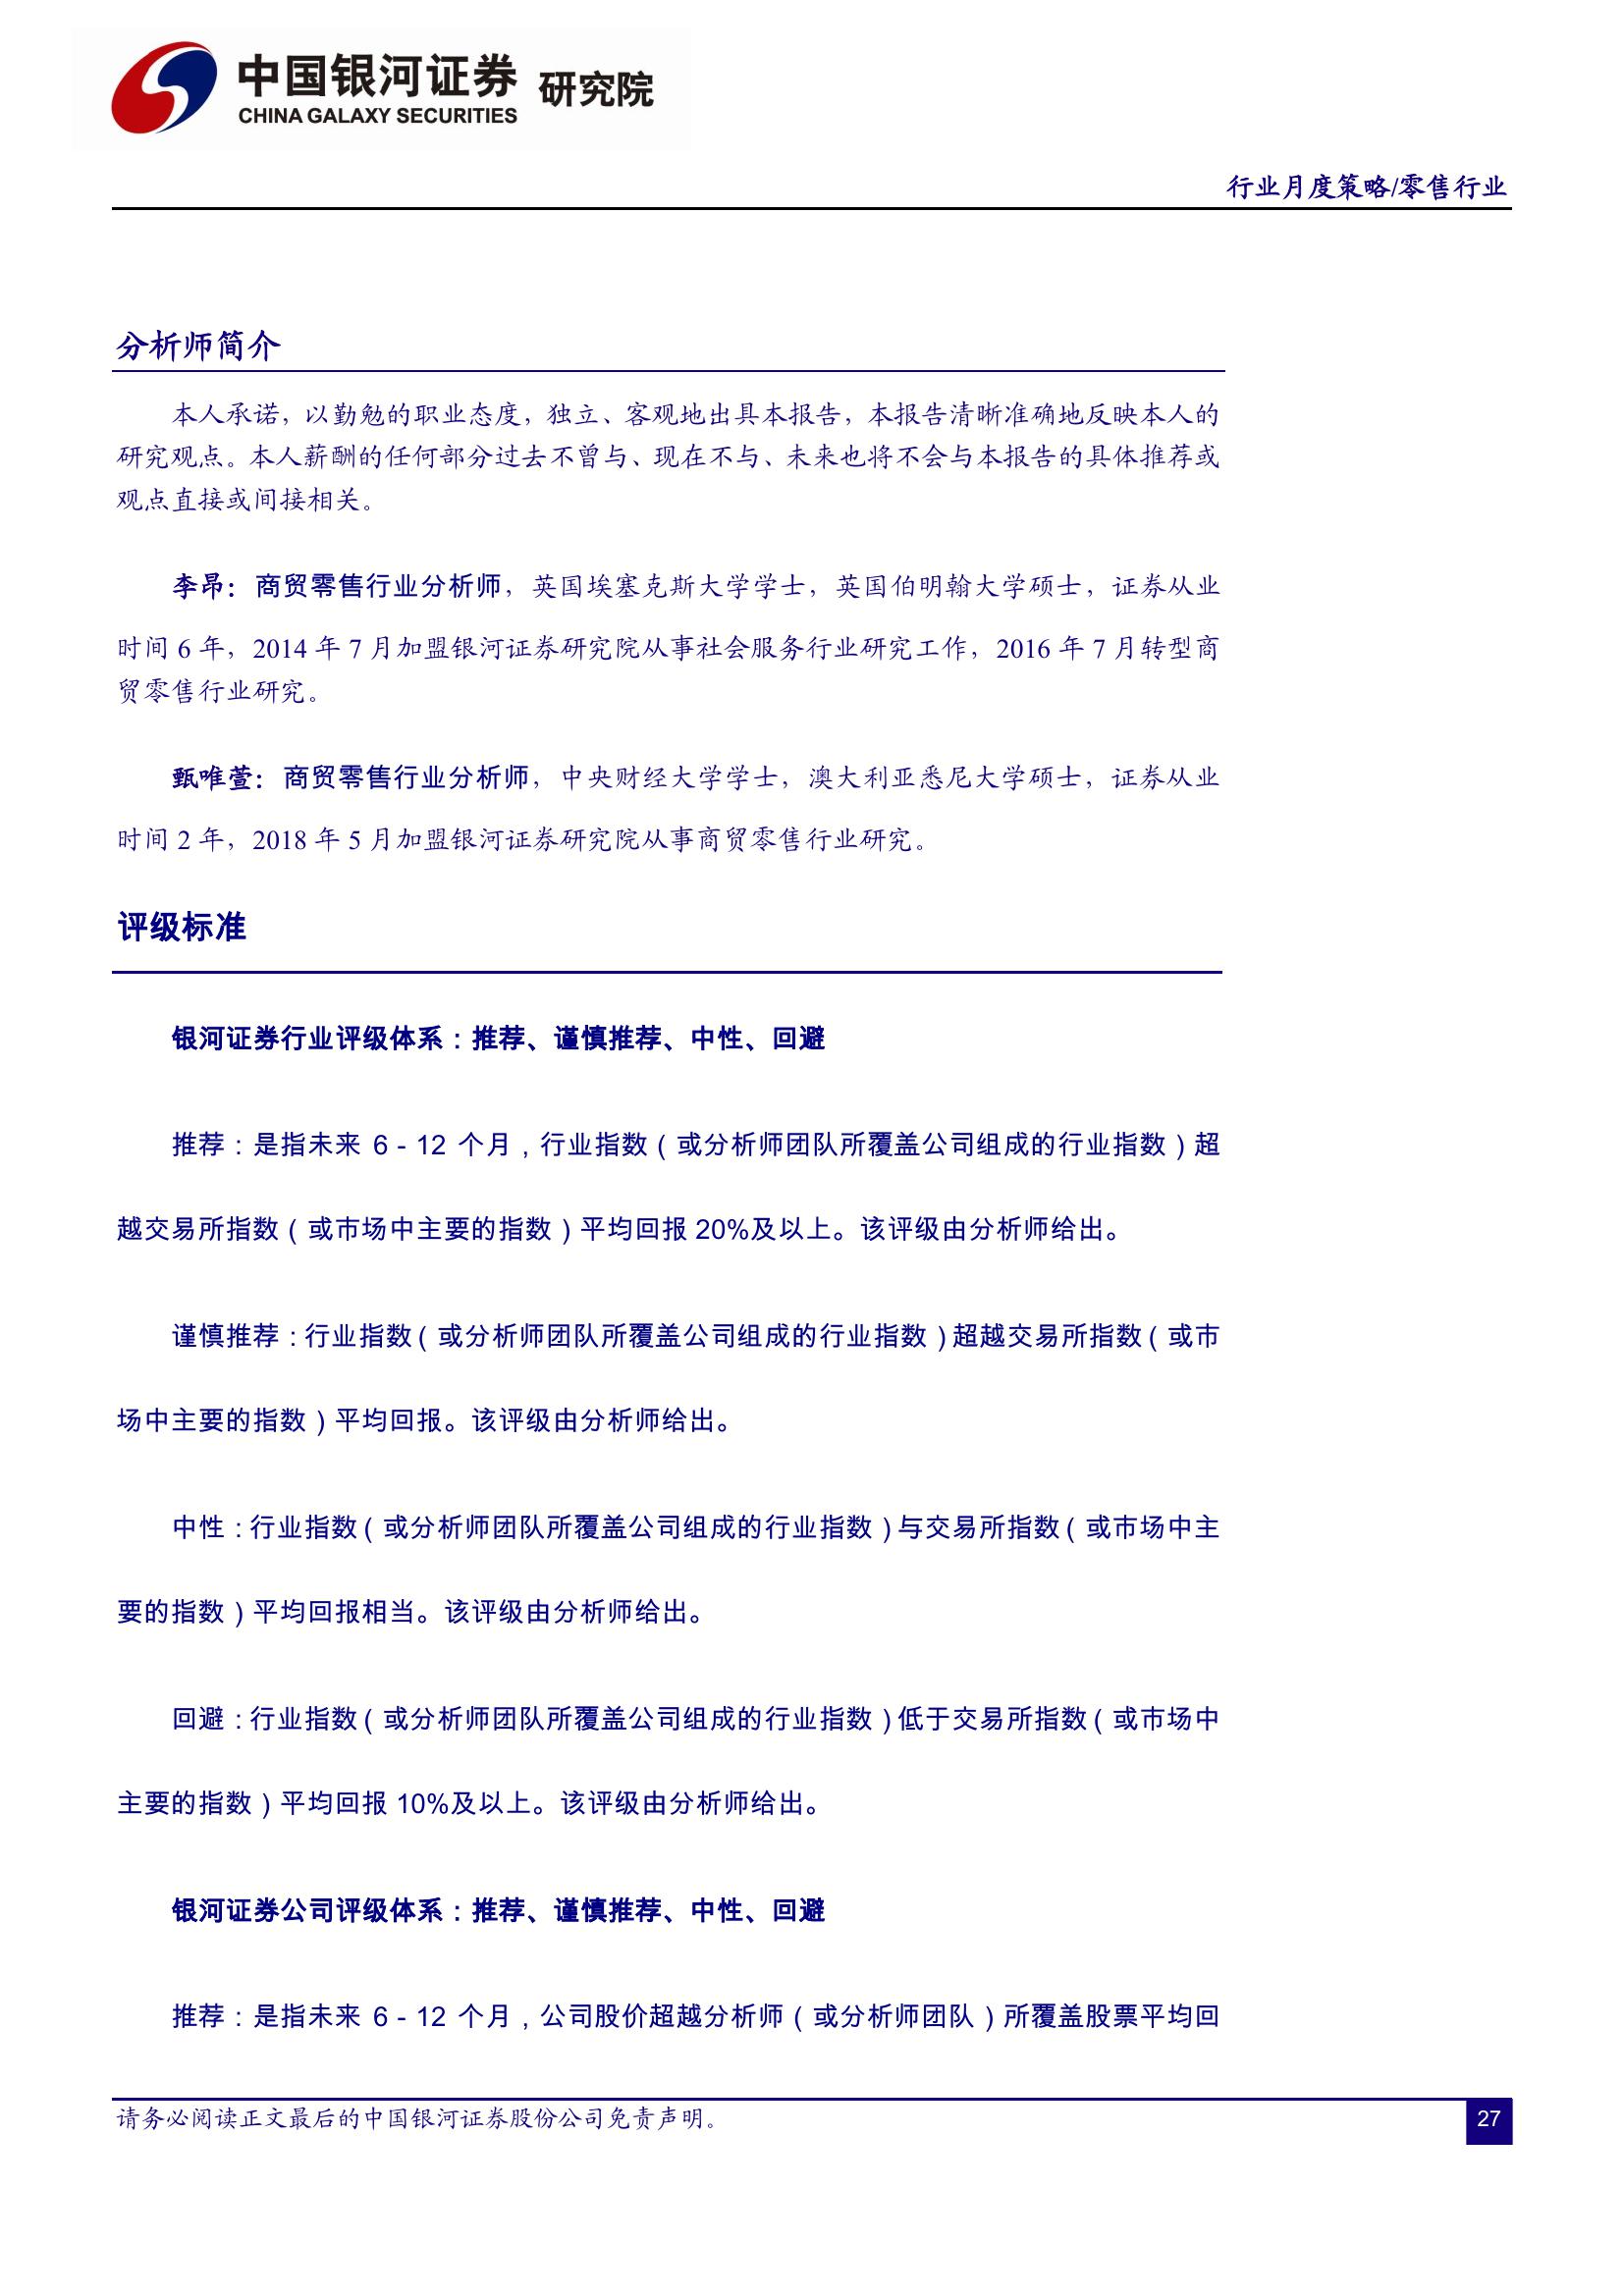 中国银河证券 研究院
CHINA GALAXY SECURITIES
行业月度策略/零售行业
分析师简介
本人承诺，以勤勉的职业态度，独立、客观地出具本报告，本报告清晰准确地反映本人的
研究观点。本人薪酬的任何部分过去不曾与、现在不与、未来也将不会与本报告的具体推荐或
观点直接或间接相关。
李昂：商贸零售行业分析师，英国埃塞克斯大学学士，英国伯明翰大学硕士，证券从业
时间 6 年，2014 年 7 月加盟银河证券研究院从事社会服务行业研究工作，2016 年 7 月转型商
贸零售行业研究。
甄唯萱：商贸零售行业分析师，中央财经大学学士，澳大利亚悉尼大学硕士，证券从业
时间 2 年，2018 年 5 月加盟银河证券研究院从事商贸零售行业研究。
评级标准
银河证券行业评级体系：推荐、谨慎推荐、中性、回避
推荐：是指未来 6－12 个月，行业指数（或分析师团队所覆盖公司组成的行业指数）超
越交易所指数（或市场中主要的指数）平均回报 20%及以上。该评级由分析师给出。
谨慎推荐：行业指数（或分析师团队所覆盖公司组成的行业指数）超越交易所指数（或市
场中主要的指数）平均回报。该评级由分析师给出。
中性：行业指数（或分析师团队所覆盖公司组成的行业指数）与交易所指数（或市场中主
要的指数）平均回报相当。该评级由分析师给出。
回避：行业指数（或分析师团队所覆盖公司组成的行业指数）低于交易所指数（或市场中
主要的指数）平均回报 10%及以上。该评级由分析师给出。
银河证券公司评级体系：推荐、谨慎推荐、中性、回避
推荐：是指未来 6－12 个月，公司股价超越分析师（或分析师团队）所覆盖股票平均回
请务必阅读正文最后的中国银河证券股份公司免责声明。
27